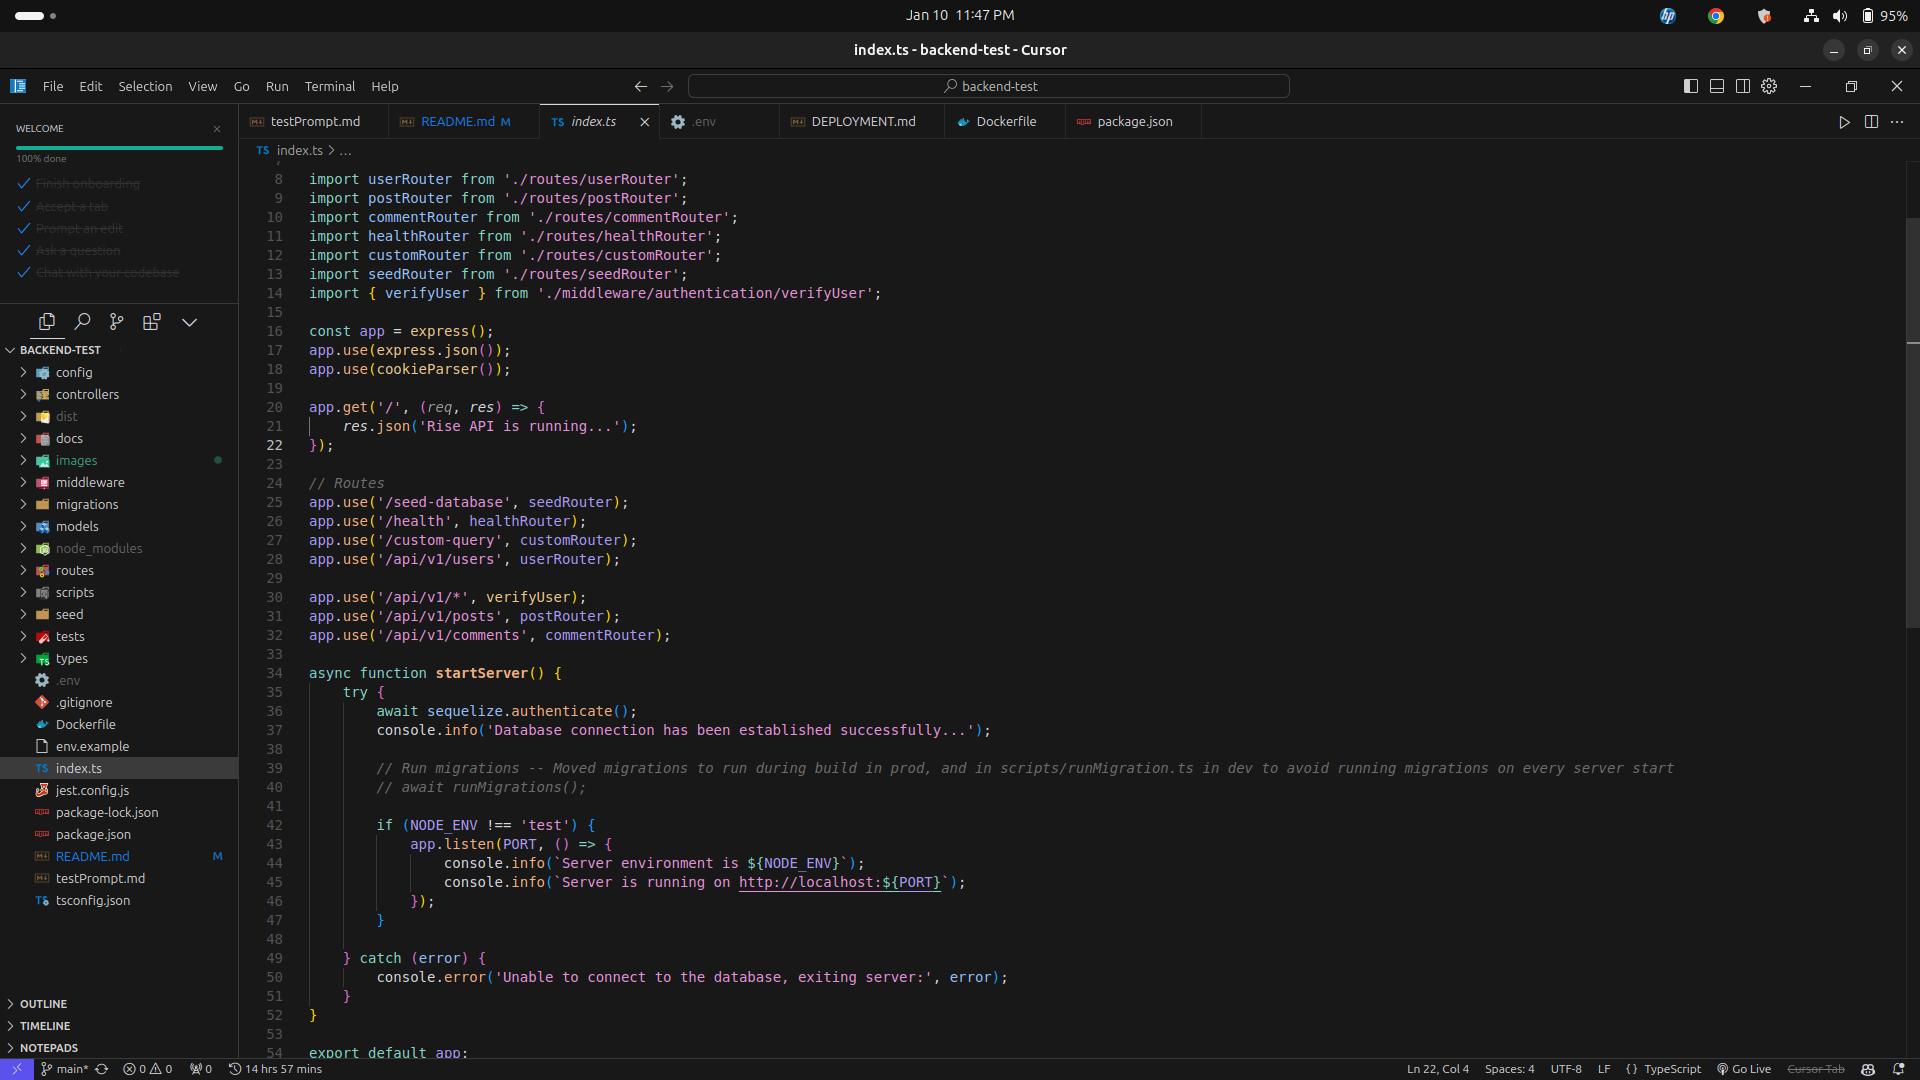 Jan 10 11:47 PM
95%
index.ts - backend-test - Cursor
File Edit Selection View Go Run Terminal Help
backend-test
WELCOME
100% done
Finish onboarding
Accept a tab
Prompt an edit
Ask a question
Chat with your codebase
BACKEND-TEST
config
controllers
dist
docs
images
middleware
migrations
models
node_modules
routes
scripts
seed
tests
types
.env
.gitignore
Dockerfile
env.example
index.ts
jest.config.js
package-lock.json
package.json
README.md M
testPrompt.md
tsconfig.json
OUTLINE
TIMELINE
NOTEPADS
testPrompt.md README.md M index.ts .env DEPLOYMENT.md Dockerfile package.json
index.ts > ...
8 import userRouter from './routes/userRouter';
9 import postRouter from './routes/postRouter';
10 import commentRouter from './routes/commentRouter';
11 import healthRouter from './routes/healthRouter';
12 import customRouter from './routes/customRouter';
13 import seedRouter from './routes/seedRouter';
14 import { verifyUser } from './middleware/authentication/verifyUser';
15
16 const app = express();
17 app.use(express.json());
18 app.use(cookieParser());
19
20 app.get('/', (req, res) => {
21 res.json('Rise API is running...');
22 });
23
24 // Routes
25 app.use('/seed-database', seedRouter);
26 app.use('/health', healthRouter);
27 app.use('/custom-query', customRouter);
28 app.use('/api/v1/users', userRouter);
29
30 app.use('/api/v1/*', verifyUser);
31 app.use('/api/v1/posts', postRouter);
32 app.use('/api/v1/comments', commentRouter);
33
34 async function startServer() {
35 try {
36 await sequelize.authenticate();
37 console.info('Database connection has been established successfully...');
38
39 // Run migrations -- Moved migrations to run during build in prod, and in scripts/runMigration.ts in dev to avoid running migrations on every server start
40 // await runMigrations();
41
42 if (NODE_ENV !== 'test') {
43 app.listen(PORT, () => {
44 console.info(`Server environment is ${NODE_ENV}`);
45 console.info(`Server is running on http://localhost:${PORT}`);
46 });
47 }
48
49 } catch (error) {
50 console.error('Unable to connect to the database, exiting server:', error);
51 }
52 }
53
54 export default app;
main* 0 0 0 14 hrs 57 mins
Ln 22, Col 4 Spaces: 4 UTF-8 LF {} TypeScript Go Live Cursor Tab